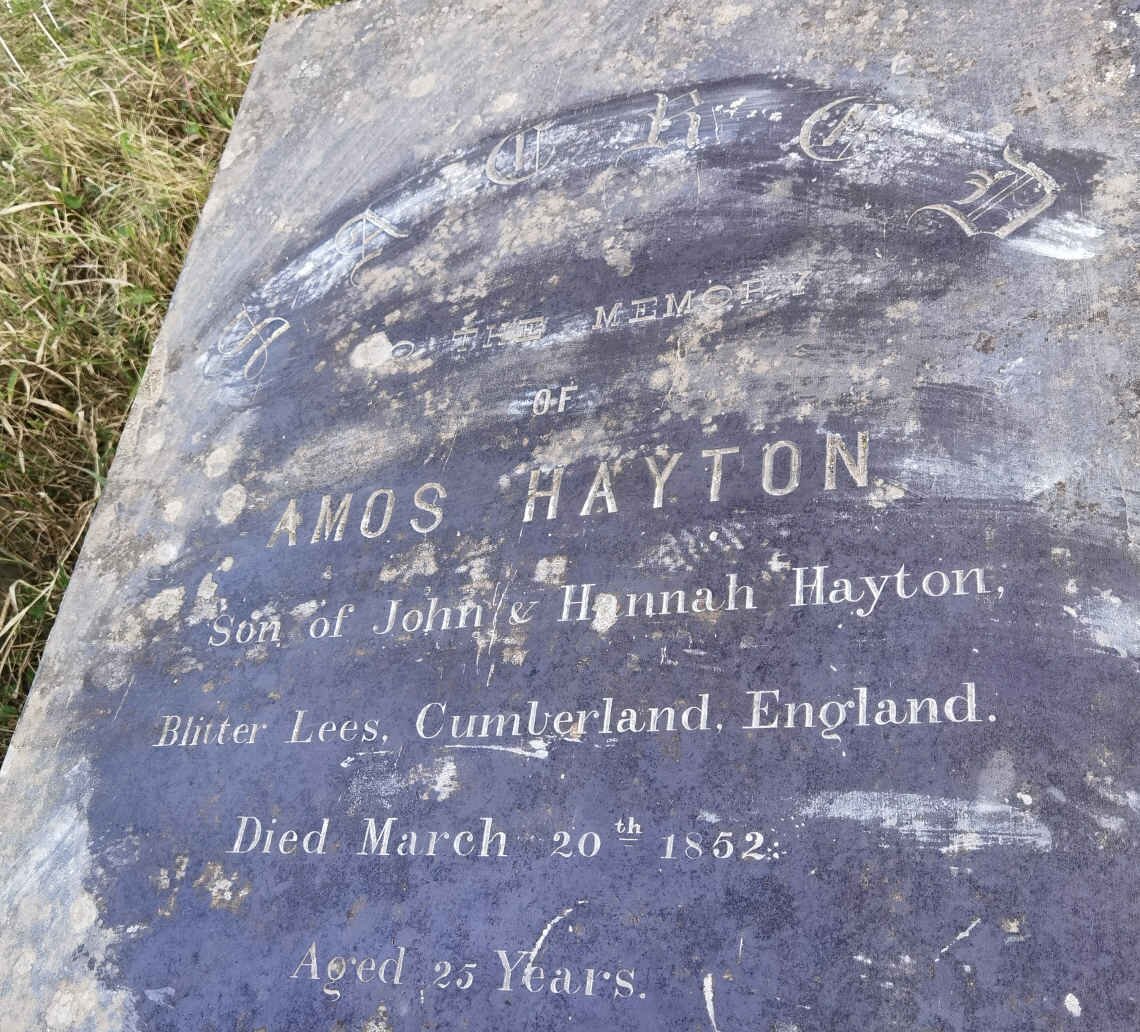 SACRED
TO THE MEMORY
OF
AMOS HAYTON
Son of John & Hannah Hayton,
Blitter Lees, Cumberland, England.
Died March 20th 1852.
Aged 25 Years.